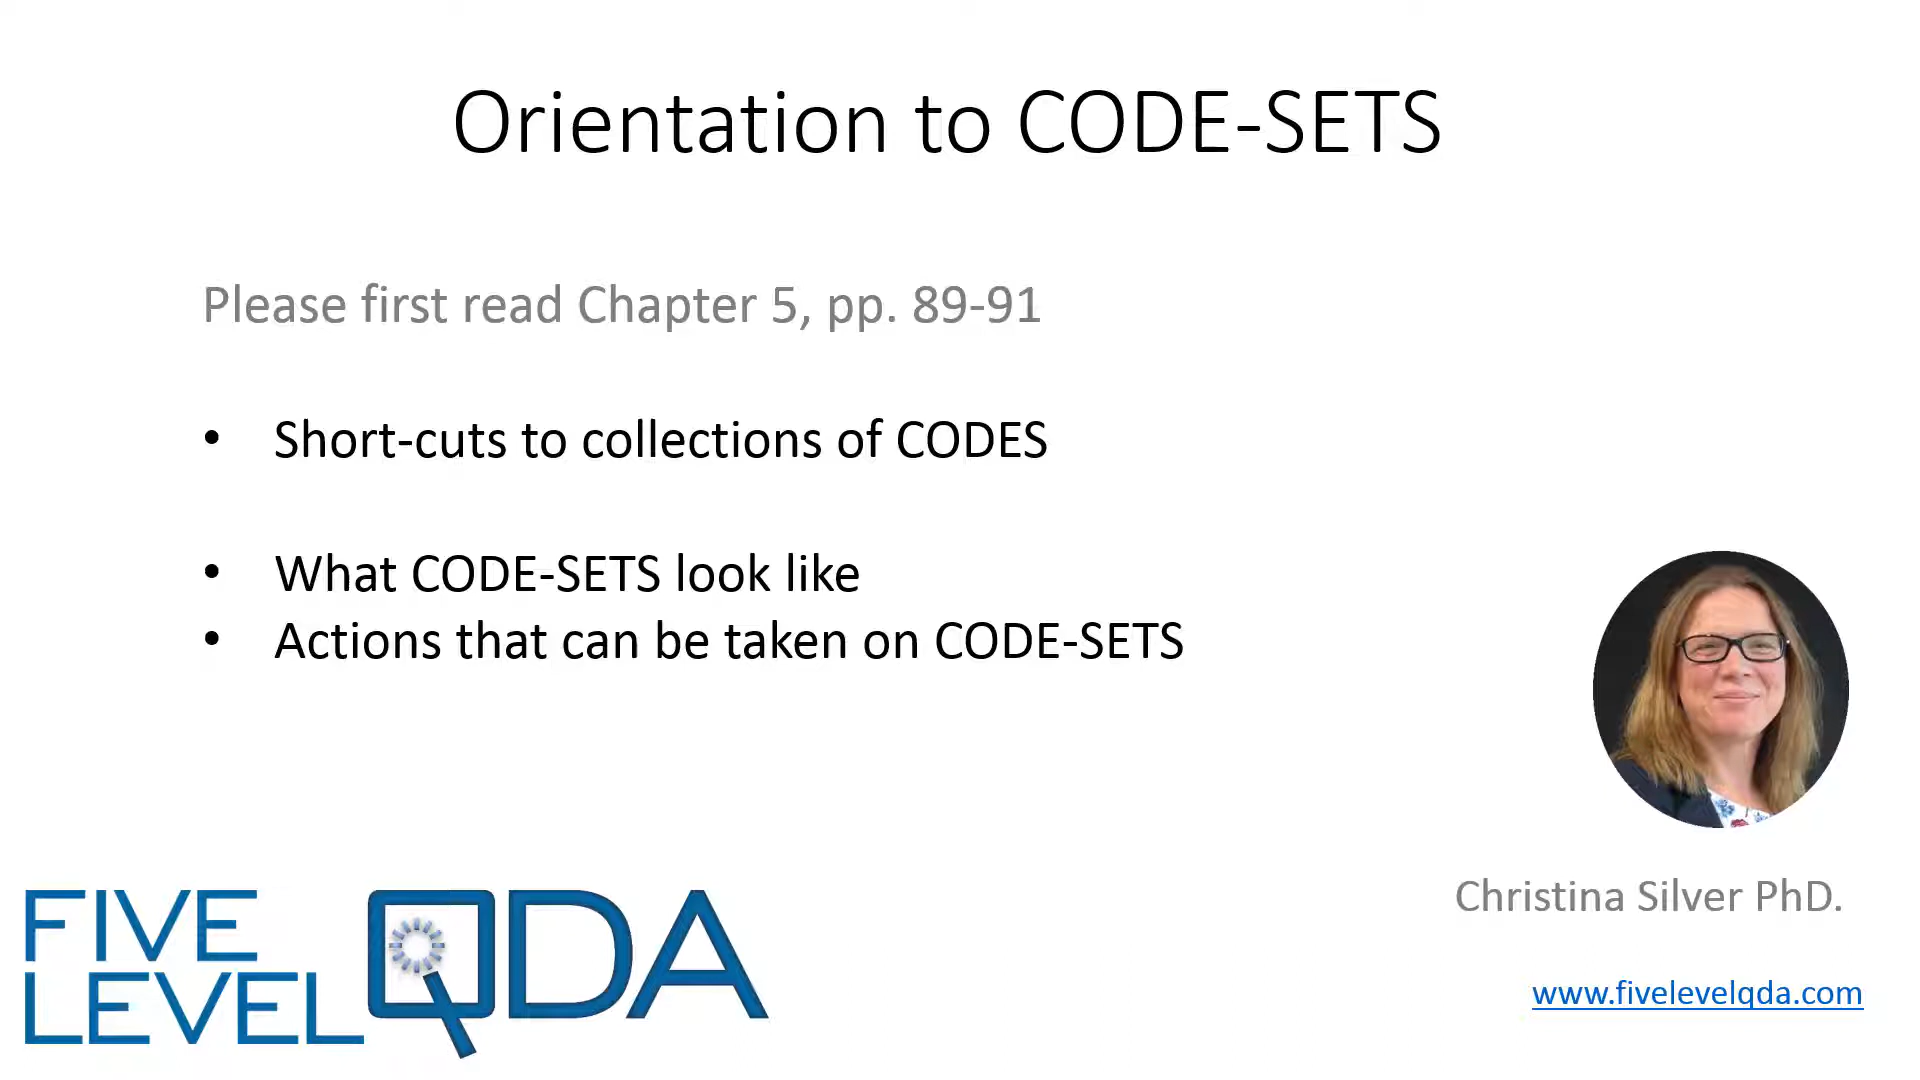 Orientation to CODE-SETS
Please first read Chapter 5, pp. 89-91
• Short-cuts to collections of CODES
• What CODE-SETS look like
• Actions that can be taken on CODE-SETS
Christina Silver PhD.
www.fivelevelqda.com
FIVE
LEVEL QDA